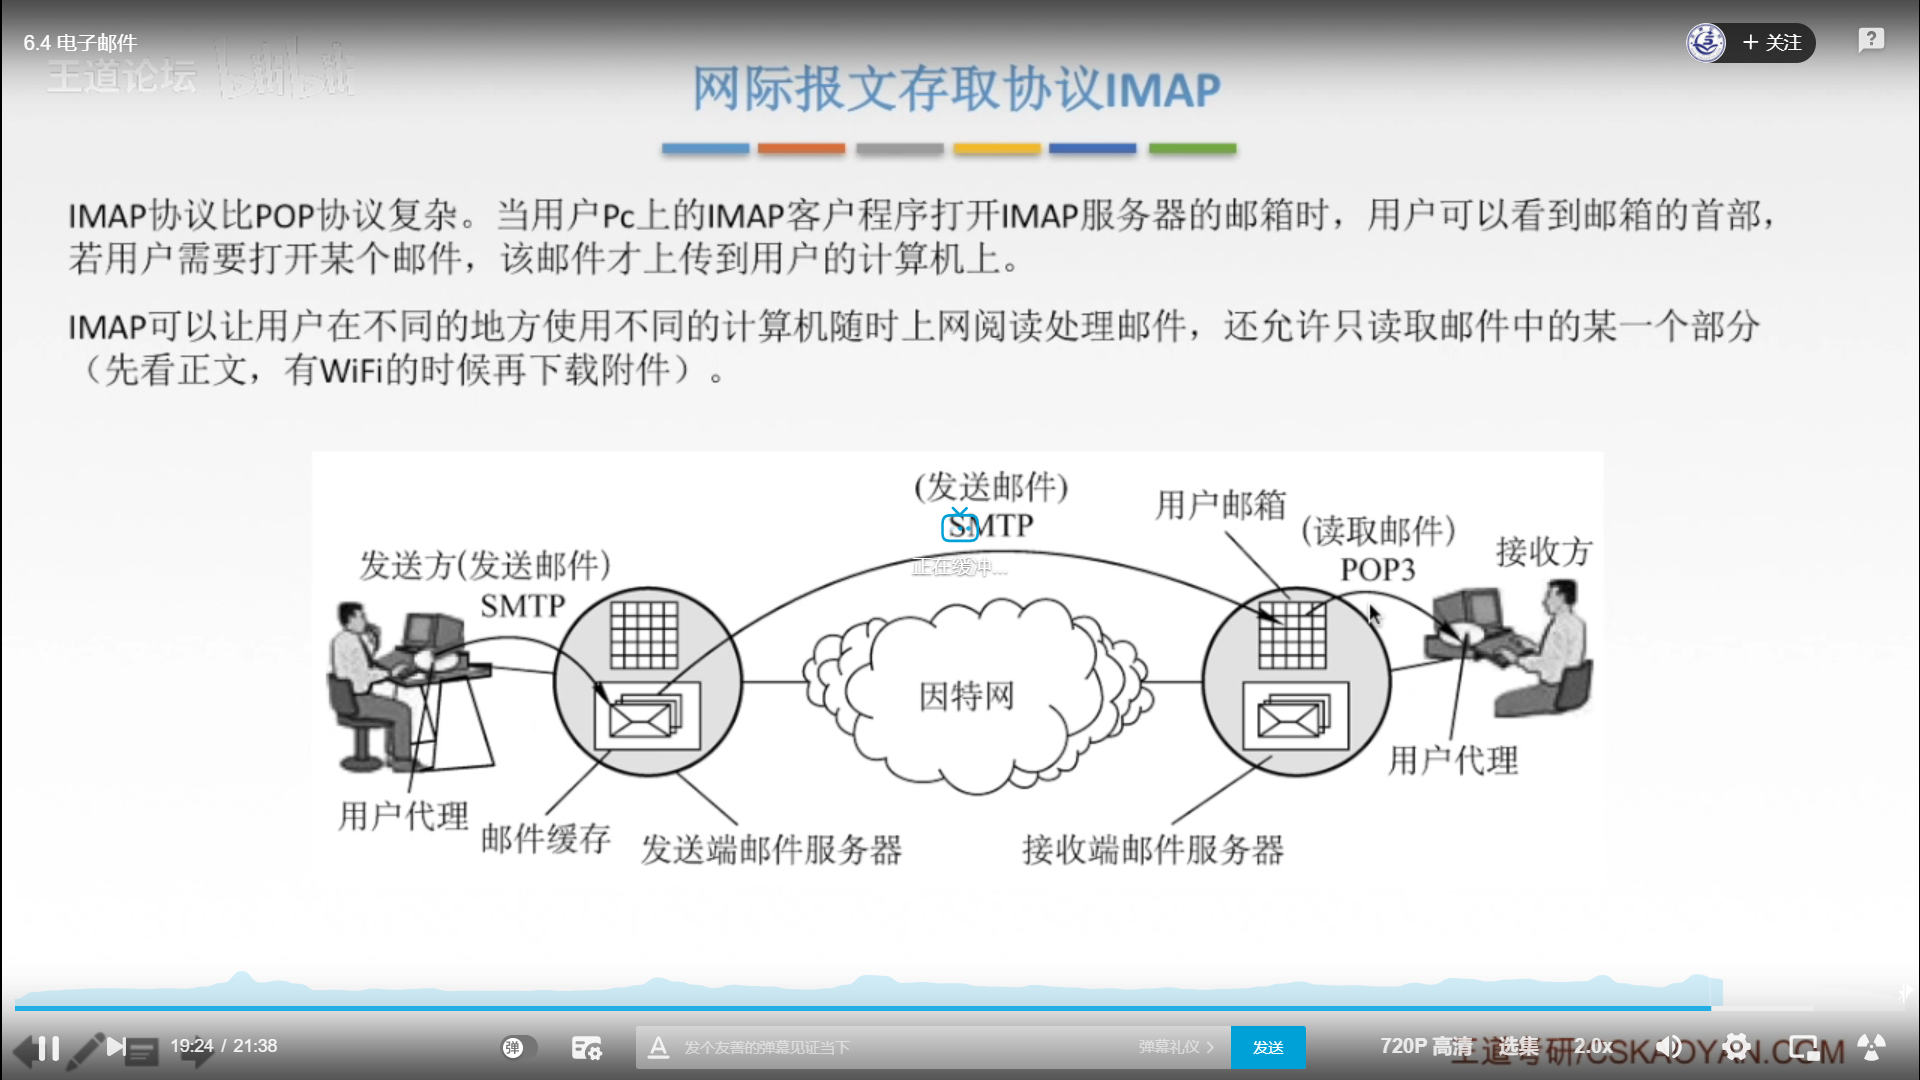 6.4 电子邮件
+ 关注
王道论坛 bilibili
网际报文存取协议IMAP
IMAP协议比POP协议复杂。当用户Pc上的IMAP客户程序打开IMAP服务器的邮箱时，用户可以看到邮箱的首部，
若用户需要打开某个邮件，该邮件才上传到用户的计算机上。
IMAP可以让用户在不同的地方使用不同的计算机随时上网阅读处理邮件，还允许只读取邮件中的某一个部分
（先看正文，有WiFi的时候再下载附件）。
(发送邮件)
SMTP
正在缓冲...
用户邮箱
(读取邮件)
POP3
接收方
发送方(发送邮件)
SMTP
因特网
用户代理
邮件缓存
发送端邮件服务器
接收端邮件服务器
用户代理
19:24 / 21:38
弹
A 发个友善的弹幕见证当下
弹幕礼仪 >
发送
720P 高清
选集
2.0x
王道考研/CSKAOYAN.COM